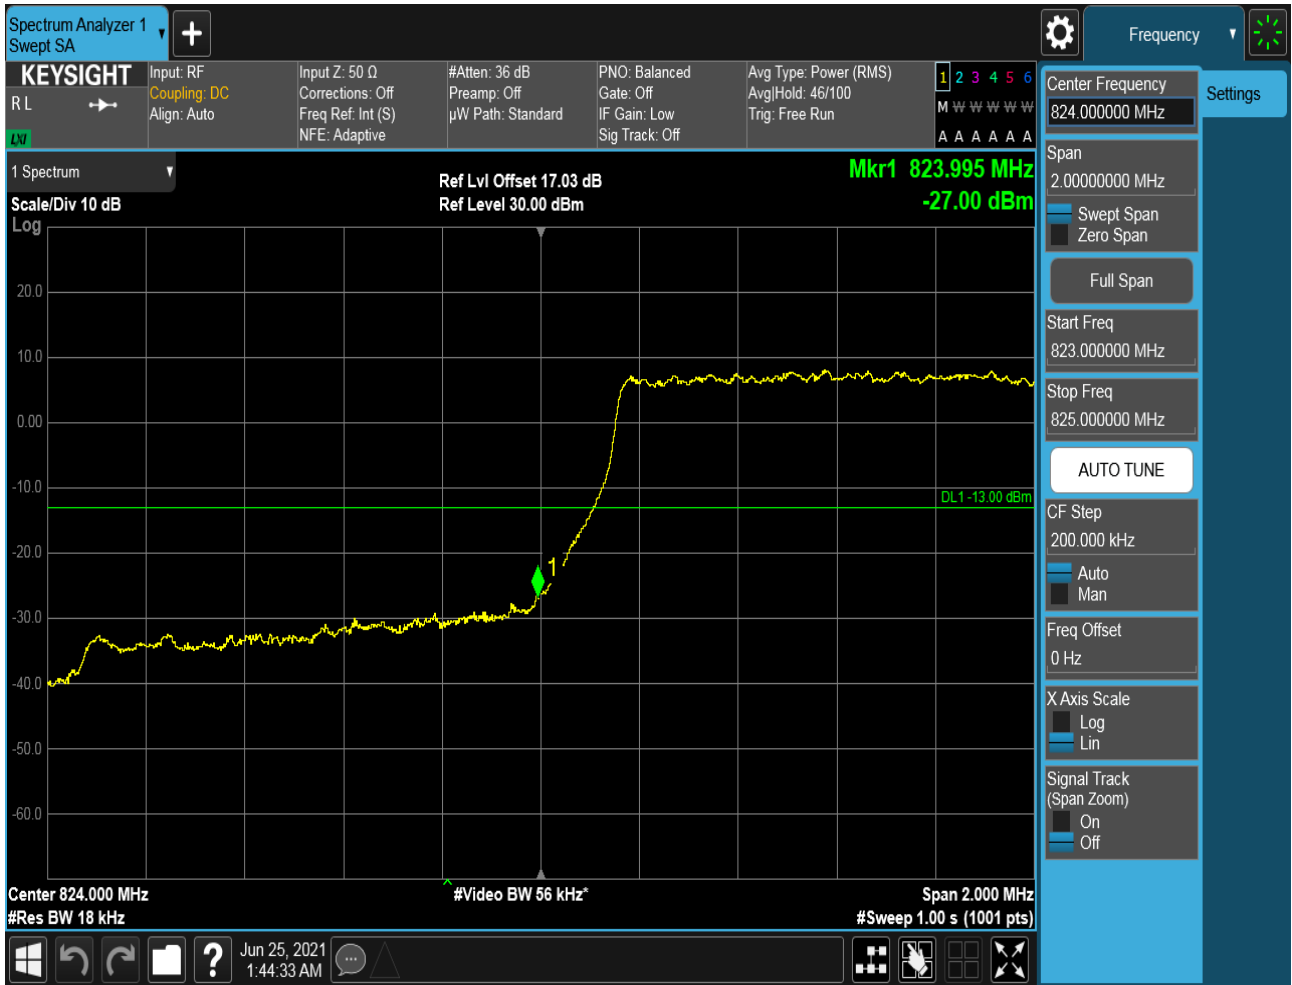 Spectrum Analyzer 1
Swept SA
Frequency
KEYSIGHT
R L
LXI
Input: RF
Coupling: DC
Align: Auto
Input Z: 50 Ω
Corrections: Off
Freq Ref: Int (S)
NFE: Adaptive
#Atten: 36 dB
Preamp: Off
µW Path: Standard
PNO: Balanced
Gate: Off
IF Gain: Low
Sig Track: Off
Avg Type: Power (RMS)
Avg|Hold: 46/100
Trig: Free Run
1 2 3 4 5 6
M W W W W W
A A A A A A
1 Spectrum
Scale/Div 10 dB
Log
Ref Lvl Offset 17.03 dB
Ref Level 30.00 dBm
Mkr1 823.995 MHz
-27.00 dBm
20.0
10.0
0.00
-10.0
DL1 -13.00 dBm
-20.0
1
-30.0
-40.0
-50.0
-60.0
Center 824.000 MHz
#Video BW 56 kHz*
Span 2.000 MHz
#Res BW 18 kHz
#Sweep 1.00 s (1001 pts)
?
Jun 25, 2021
1:44:33 AM
Center Frequency
824.000000 MHz
Settings
Span
2.00000000 MHz
Swept Span
Zero Span
Full Span
Start Freq
823.000000 MHz
Stop Freq
825.000000 MHz
AUTO TUNE
CF Step
200.000 kHz
Auto
Man
Freq Offset
0 Hz
X Axis Scale
Log
Lin
Signal Track
(Span Zoom)
On
Off